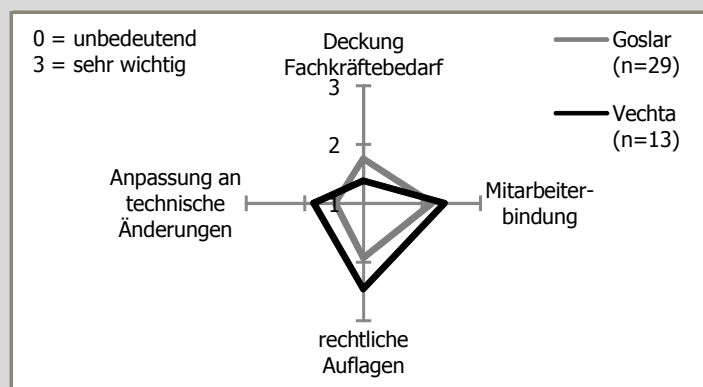 0 = unbedeutend
3 = sehr wichtig
Deckung
Fachkräftebedarf
Goslar
(n=29)
Vechta
(n=13)
3
2
1
Anpassung an
technische
Änderungen
Mitarbeiter-
bindung
rechtliche
Auflagen